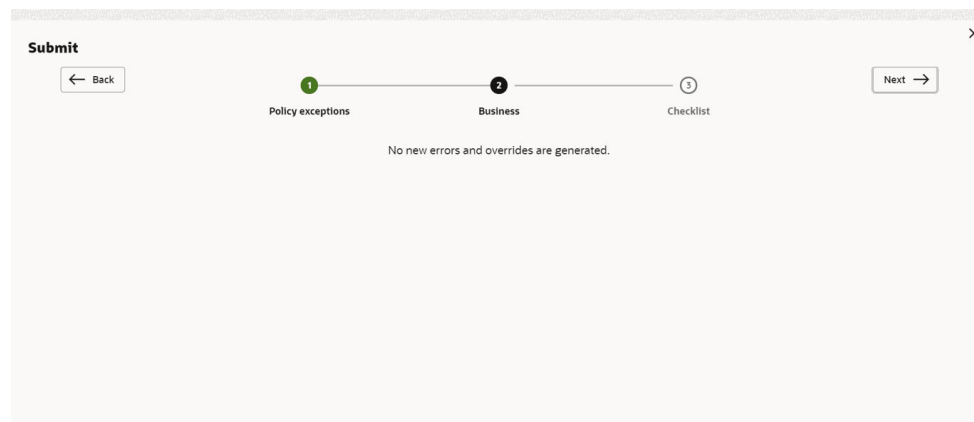 Submit
Back
Next
1
2
3
Policy exceptions
Business
Checklist
No new errors and overrides are generated.